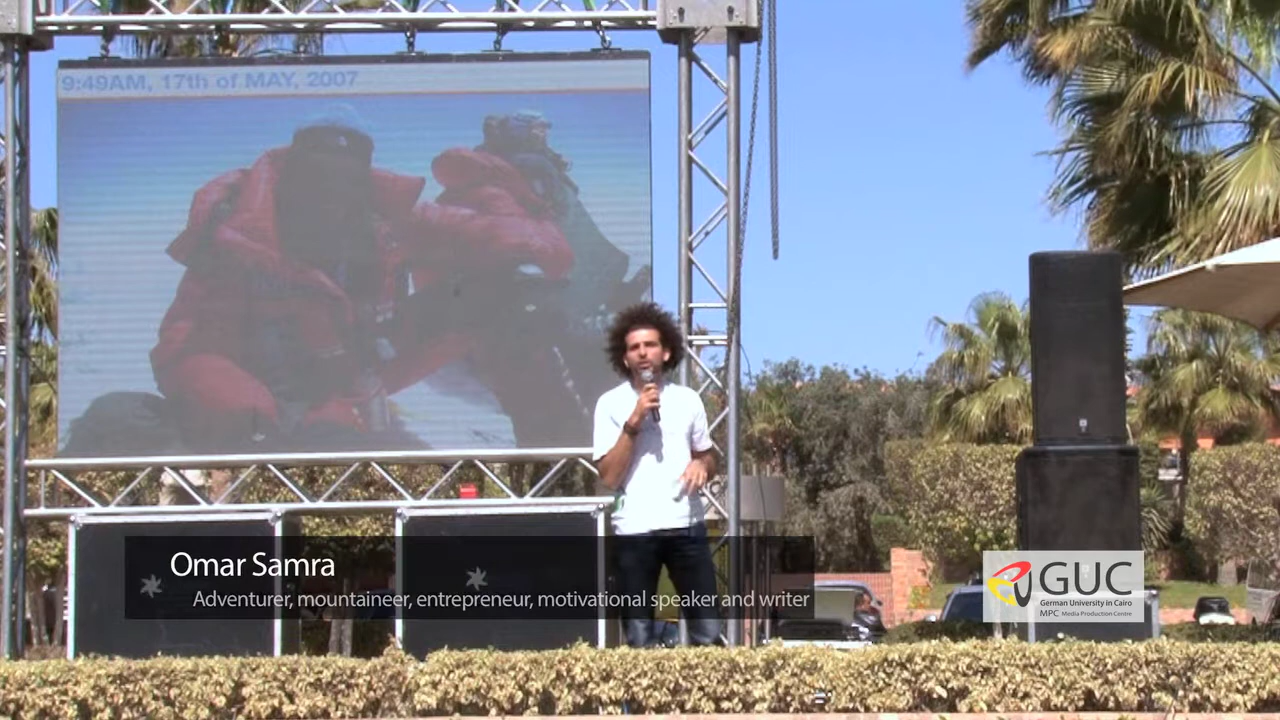 9:49AM, 17th of MAY, 2007
Omar Samra
Adventurer, mountaineer, entrepreneur, motivational speaker and writer
GUC
German University in Cairo
MPC Media Production Centre